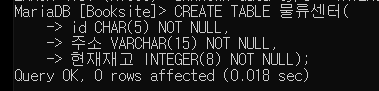 MariaDB [Booksite]> CREATE TABLE 물류센터(
-> id CHAR(5) NOT NULL,
-> 주소 VARCHAR(15) NOT NULL,
-> 현재재고 INTEGER(8) NOT NULL);
Query OK, 0 rows affected (0.018 sec)